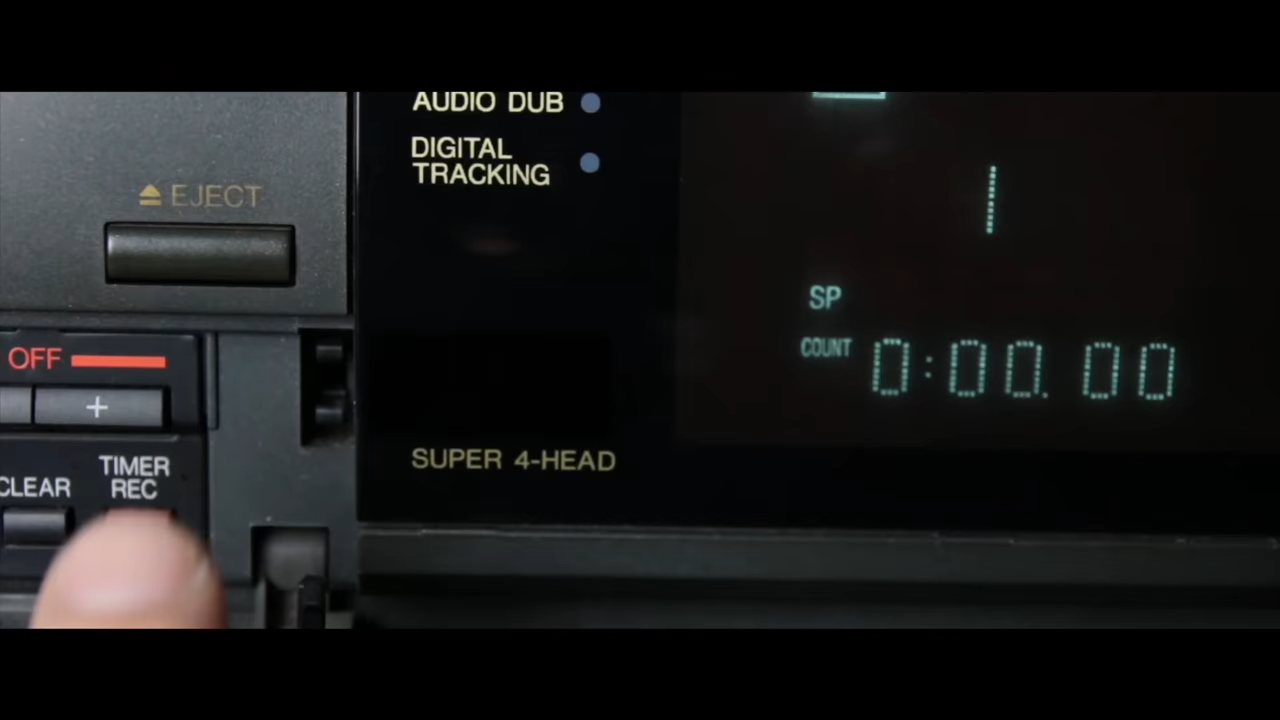 AUDIO DUB
DIGITAL
TRACKING
EJECT
SP
COUNT 0:00.00
OFF
+
SUPER 4-HEAD
CLEAR
TIMER
REC